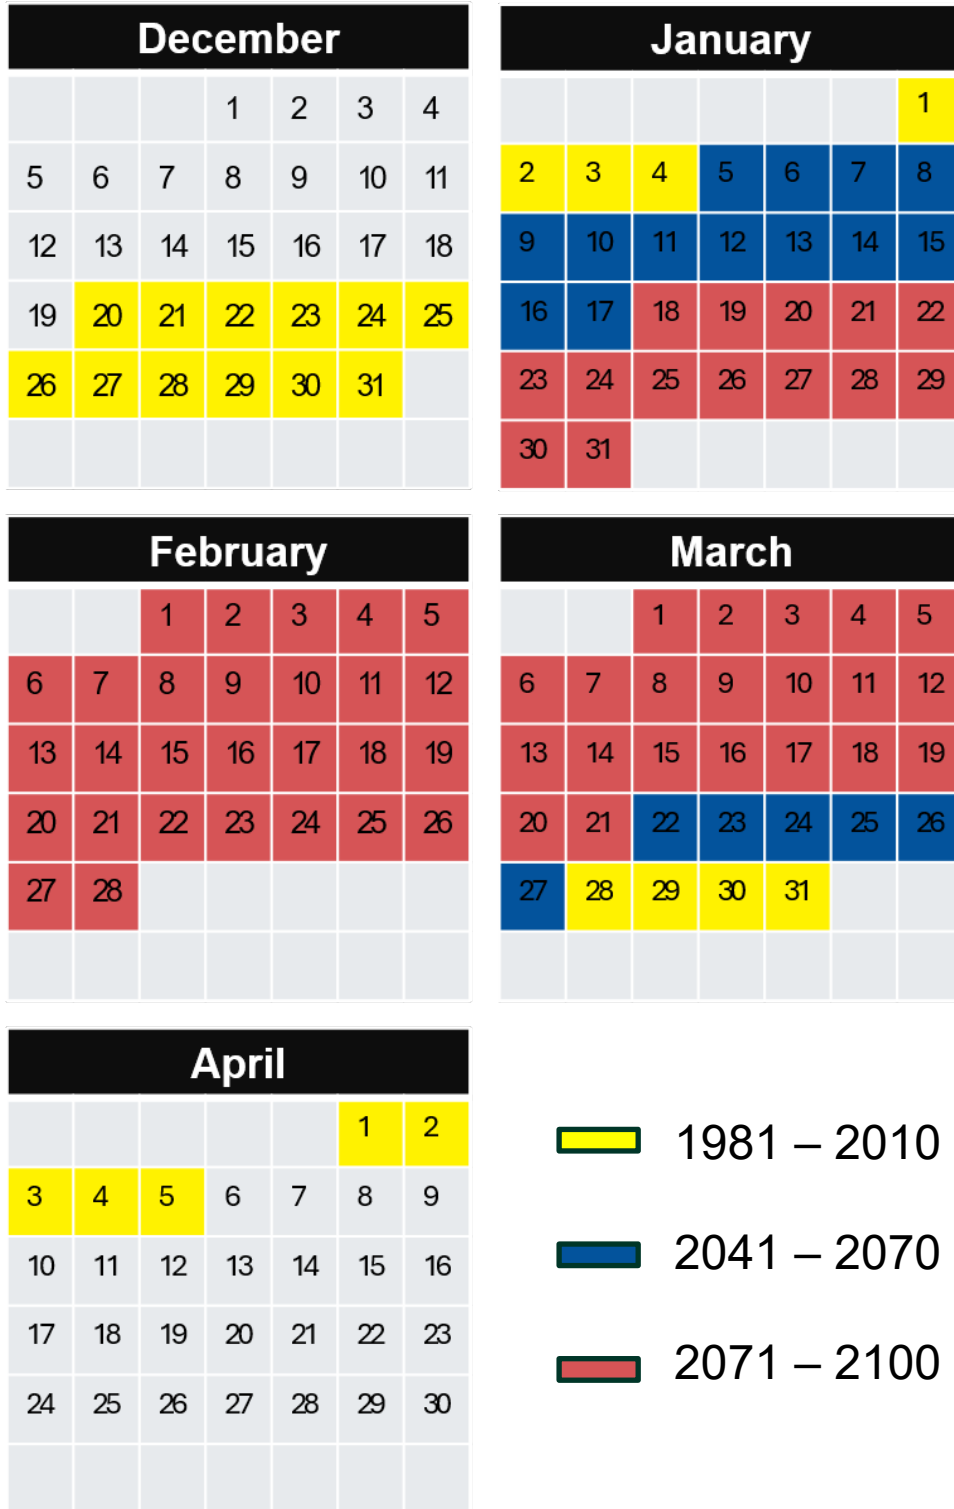 December
1 2 3 4
5 6 7 8 9 10 11
12 13 14 15 16 17 18
19 20 21 22 23 24 25
26 27 28 29 30 31
January
1
2 3 4 5 6 7 8
9 10 11 12 13 14 15
16 17 18 19 20 21 22
23 24 25 26 27 28 29
30 31
February
1 2 3 4 5
6 7 8 9 10 11 12
13 14 15 16 17 18 19
20 21 22 23 24 25 26
27 28
March
1 2 3 4 5
6 7 8 9 10 11 12
13 14 15 16 17 18 19
20 21 22 23 24 25 26
27 28 29 30 31
April
1 2
3 4 5 6 7 8 9
10 11 12 13 14 15 16
17 18 19 20 21 22 23
24 25 26 27 28 29 30
1981 – 2010
2041 – 2070
2071 – 2100